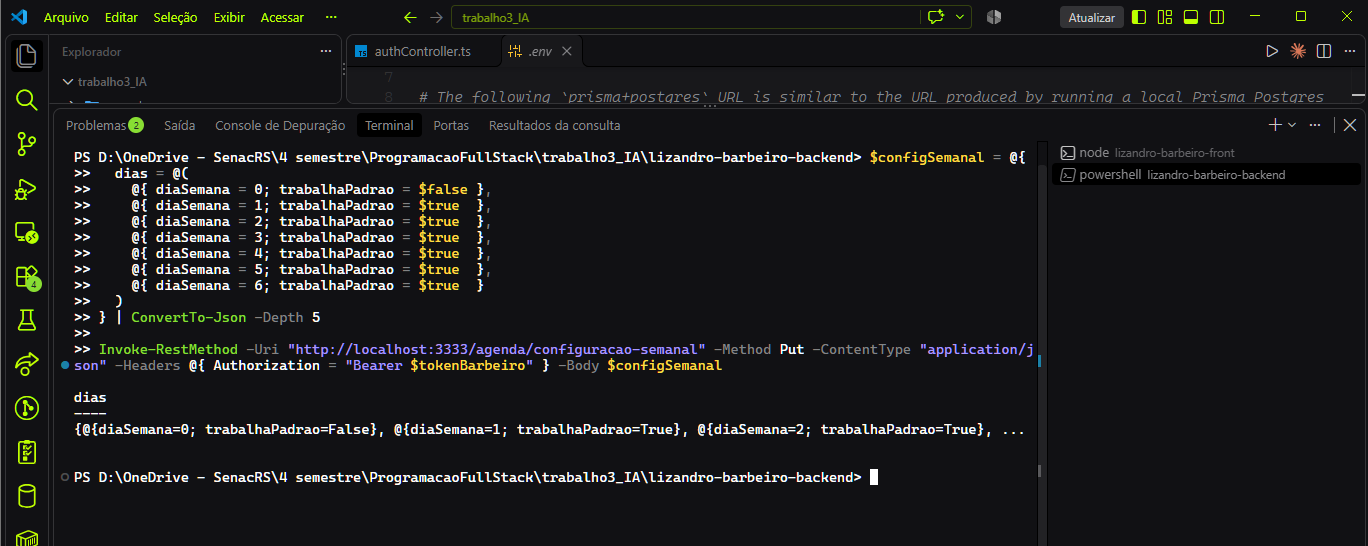 Arquivo Editar Seleção Exibir Acessar ··· trabalho3_IA Atualizar
Explorador ··· authController.ts .env
trabalho3_IA
7
8 # The following `prisma+postgres` URL is similar to the URL produced by running a local Prisma Postgres
Problemas 2 Saída Console de Depuração Terminal Portas Resultados da consulta
PS D:\OneDrive - SenacRS\4 semestre\ProgramacaoFullStack\trabalho3_IA\lizandro-barbeiro-backend> $configSemanal = @{
>>   dias = @(
>>     @{ diaSemana = 0; trabalhaPadrao = $false },
>>     @{ diaSemana = 1; trabalhaPadrao = $true  },
>>     @{ diaSemana = 2; trabalhaPadrao = $true  },
>>     @{ diaSemana = 3; trabalhaPadrao = $true  },
>>     @{ diaSemana = 4; trabalhaPadrao = $true  },
>>     @{ diaSemana = 5; trabalhaPadrao = $true  },
>>     @{ diaSemana = 6; trabalhaPadrao = $true  }
>>   )
>> } | ConvertTo-Json -Depth 5
>>
>> Invoke-RestMethod -Uri "http://localhost:3333/agenda/configuracao-semanal" -Method Put -ContentType "application/j
son" -Headers @{ Authorization = "Bearer $tokenBarbeiro" } -Body $configSemanal
dias
----
{@{diaSemana=0; trabalhaPadrao=False}, @{diaSemana=1; trabalhaPadrao=True}, @{diaSemana=2; trabalhaPadrao=True}, ...
PS D:\OneDrive - SenacRS\4 semestre\ProgramacaoFullStack\trabalho3_IA\lizandro-barbeiro-backend>
node lizandro-barbeiro-front
powershell lizandro-barbeiro-backend
4